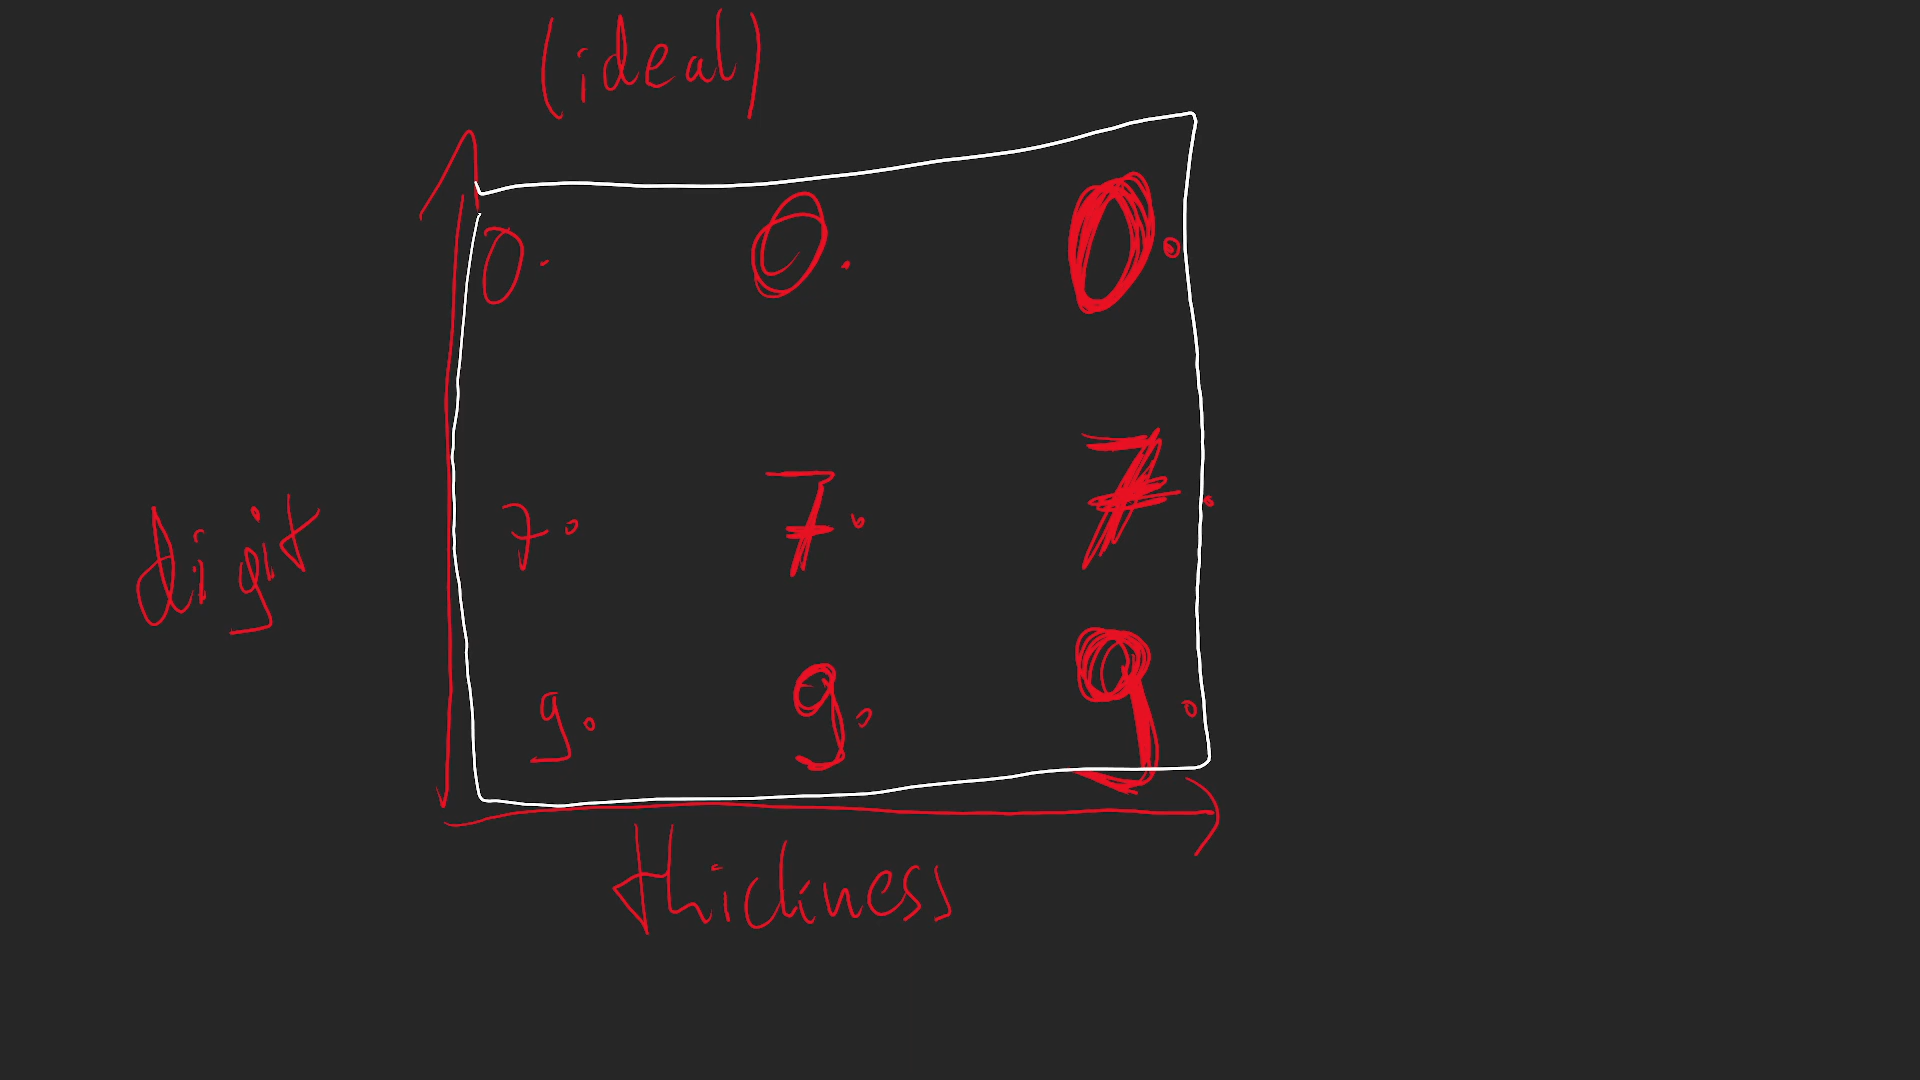 (ideal)
0 0 0
digit
7 7 7
9 9 9
thickness